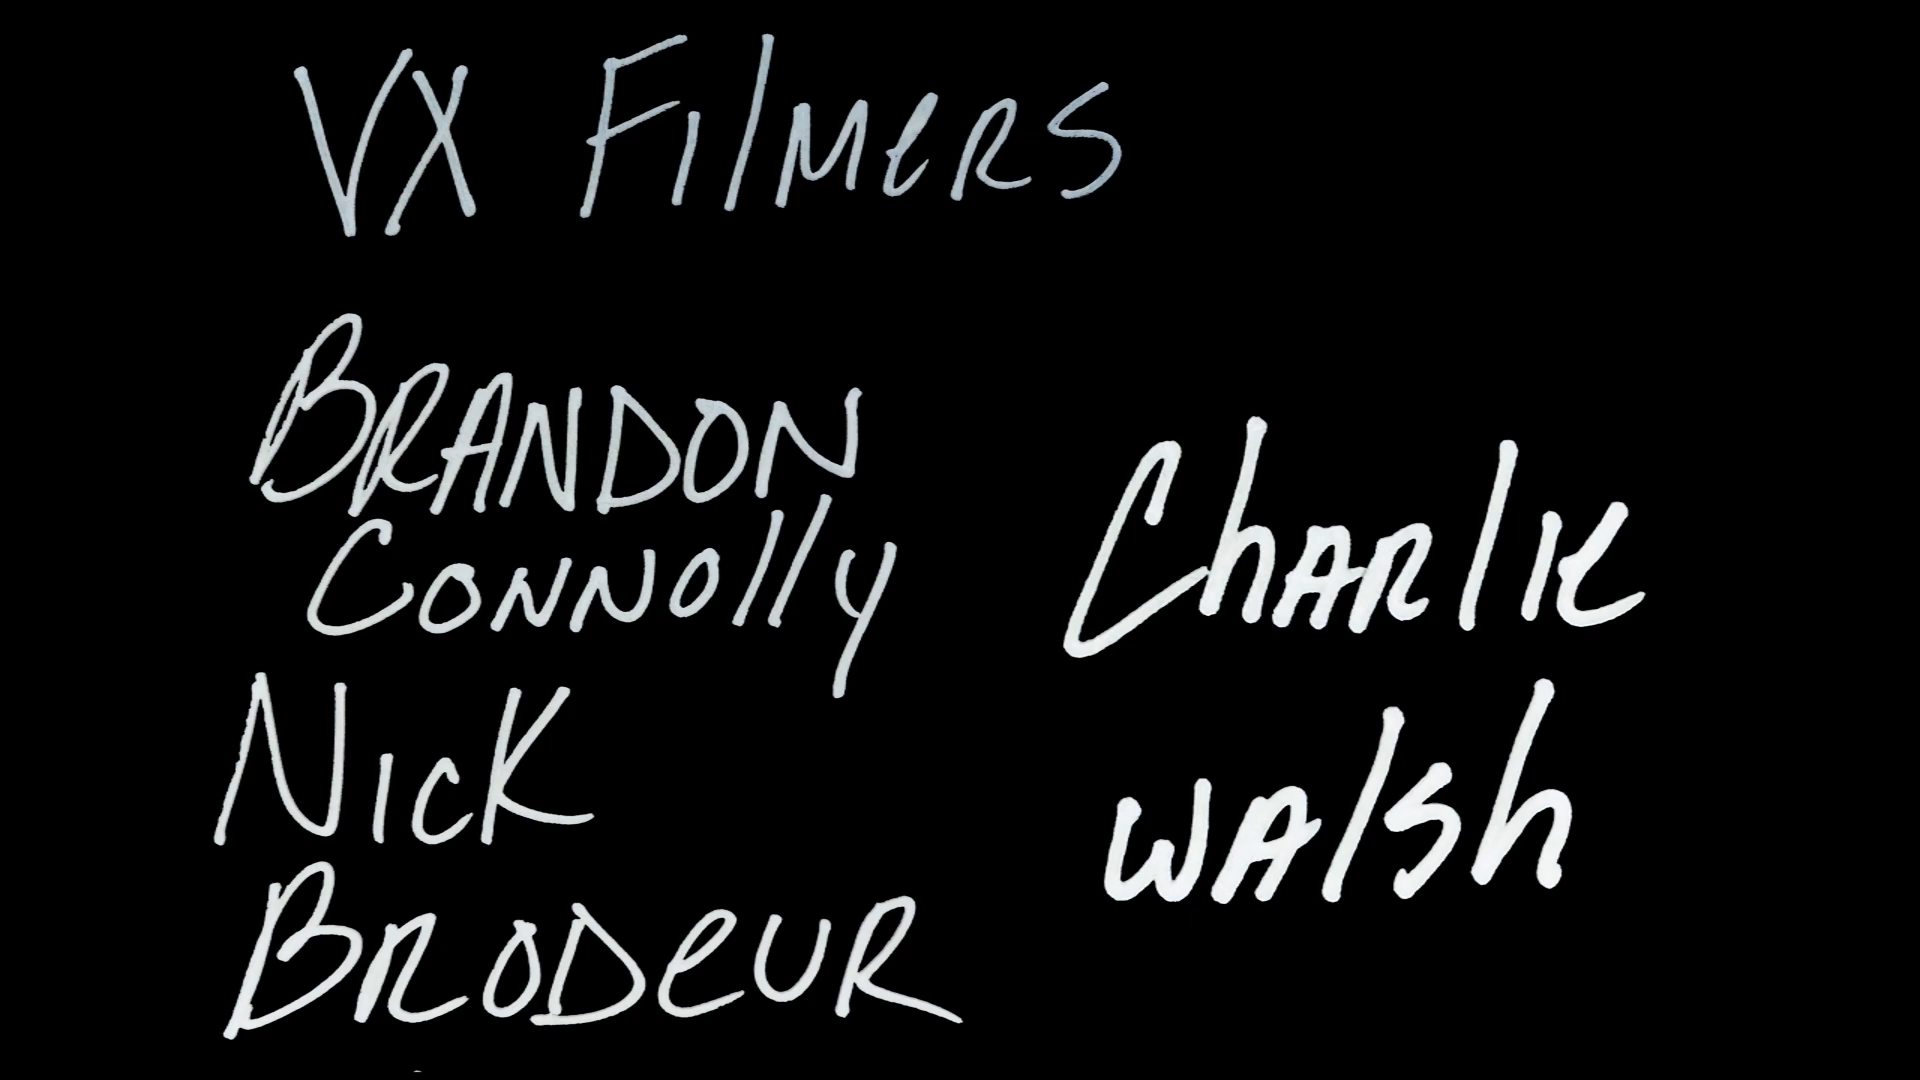 VX Filmers
BRANDON
Connolly
Nick
BRODEUR
Charlie
walsh